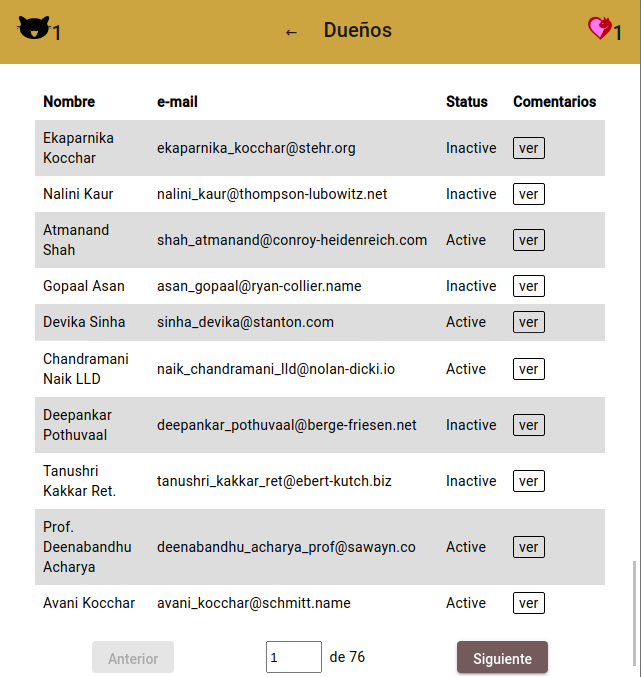 1 ← Dueños 1
Nombre e-mail Status Comentarios
Ekaparnika
Kocchar ekaparnika_kocchar@stehr.org Inactive ver
Nalini Kaur nalini_kaur@thompson-lubowitz.net Inactive ver
Atmanand
Shah shah_atmanand@conroy-heidenreich.com Active ver
Gopaal Asan asan_gopaal@ryan-collier.name Inactive ver
Devika Sinha sinha_devika@stanton.com Active ver
Chandramani
Naik LLD naik_chandramani_lld@nolan-dicki.io Active ver
Deepankar
Pothuvaal deepankar_pothuvaal@berge-friesen.net Inactive ver
Tanushri
Kakkar Ret. tanushri_kakkar_ret@ebert-kutch.biz Inactive ver
Prof.
Deenabandhu
Acharya deenabandhu_acharya_prof@sawayn.co Active ver
Avani Kocchar avani_kocchar@schmitt.name Active ver
Anterior 1 de 76 Siguiente